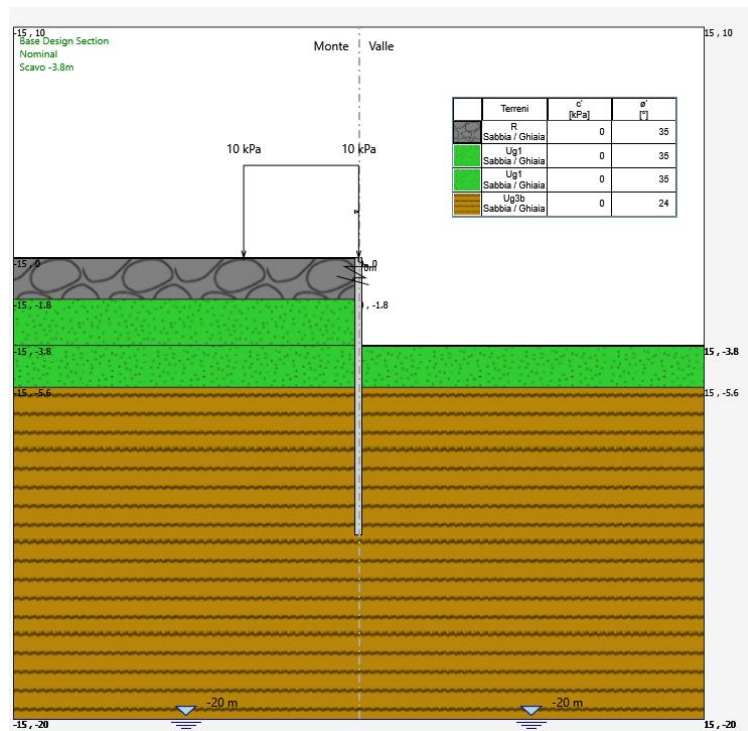 -15, 10
15, 10
Base Design Section
Nominal
Scavo -3.8m
Monte
Valle
Terreni
c'
[kPa]
ø'
[°]
R
Sabbia / Ghiaia
0
35
Ug1
Sabbia / Ghiaia
0
35
Ug1
Sabbia / Ghiaia
0
35
Ug3b
Sabbia / Ghiaia
0
24
10 kPa
10 kPa
-15, 0
-15, -1.8
, -1.8
-15, -3.8
15, -3.8
-15, -5.6
15, -5.6
-20 m
-20 m
-15, -20
15, -20